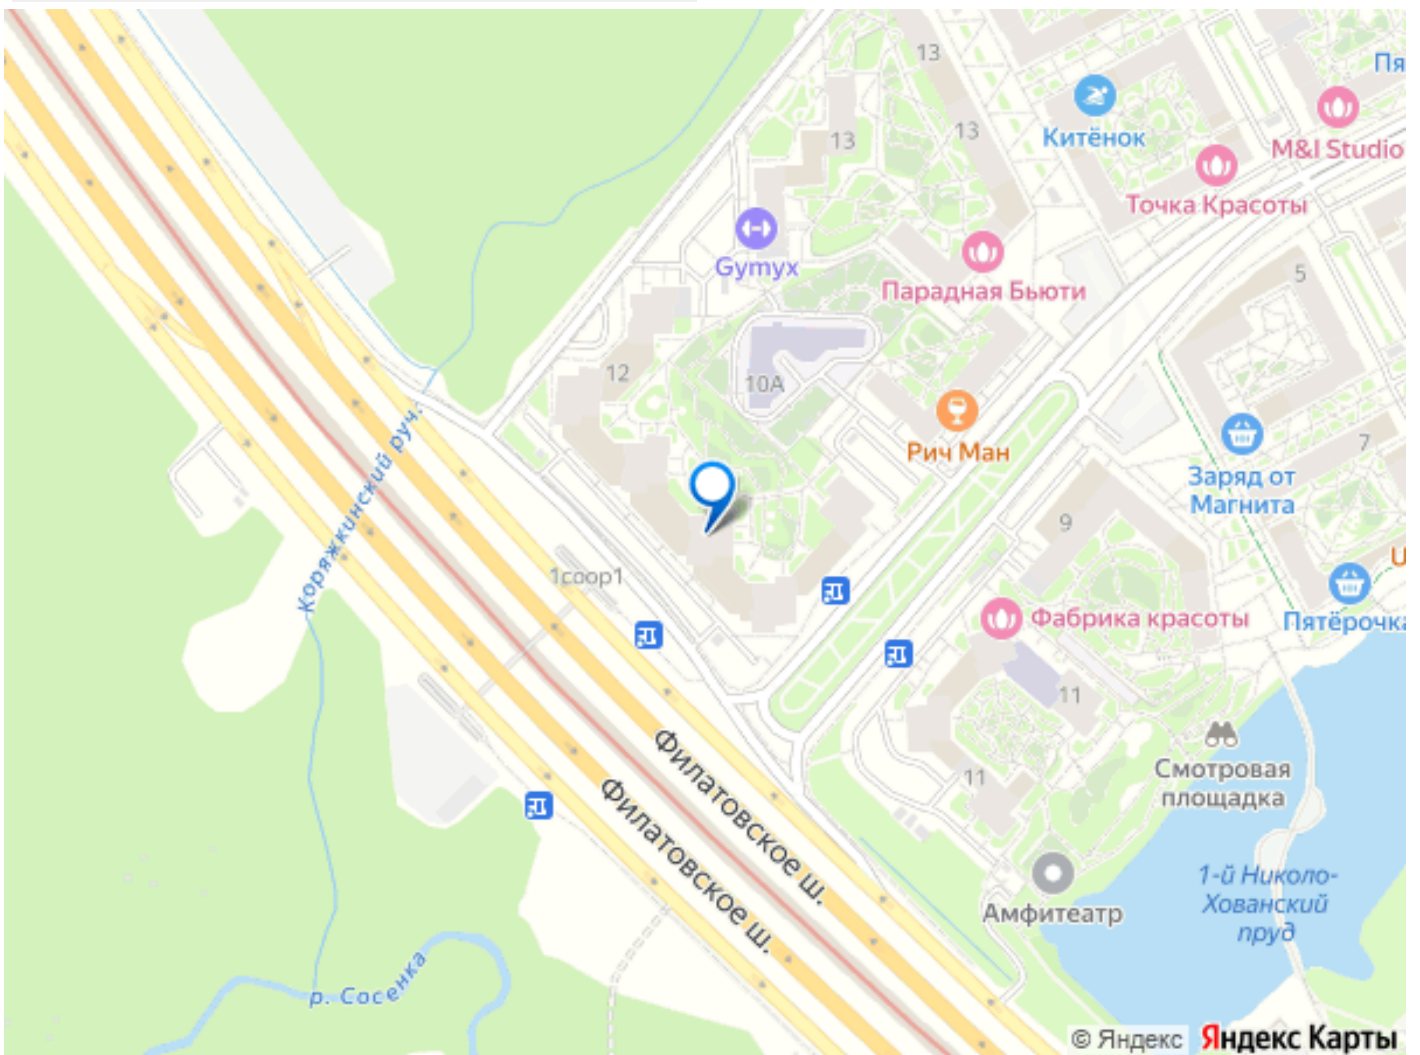 13
Пя
Китёнок
13
13
M&I Studio
Точка Красоты
Gymyx
Парадная Бьюти
5
12
10А
Рич Ман
7
Заряд от
Магнита
Коряжкинский руч.
9
1соор1
U
Фабрика красоты
Пятёрочка
11
Филатовское ш.
Филатовское ш.
Смотровая
площадка
11
1-й Николо-
Хованский
пруд
Амфитеатр
р. Сосенка
© Яндекс Яндекс Карты